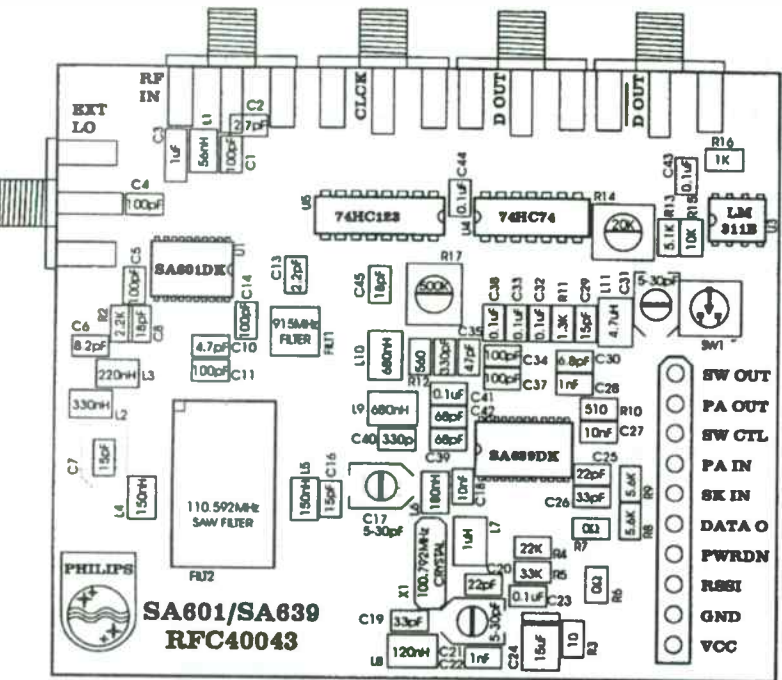 RF
IN
EXT
LO
CLCK
D OUT
D OUT
C3
1uF
L1
56nH
C2
2.7pF
100pF
C1
C4
100pF
U5
74HC123
C44
0.1uF
U4
74HC74
R14
20K
C43
0.1uF
R16
1K
R13
5.1K
R15
10K
LM
311B
U3
C5
100pF
SA601DK
U1
C13
2.2pF
C45
18pF
R17
500K
C14
100pF
915MHz
FILTER
FILT1
R2
2.2K
18pF
C8
C6
8.2pF
4.7pF
C10
100pF
C11
220nH
L3
330nH
L2
C7
15pF
L4
150nH
110.592MHz
SAW FILTER
FILT2
L5
150nH
C16
15pF
C38
0.1uF
C33
0.1uF
C32
0.1uF
R11
1.3K
C29
15pF
L11
4.7uH
C31
5-30pF
SW1
L10
680nH
560
R12
330pF
C35
47pF
100pF
C34
100pF
C37
6.8pF
C30
1nF
C28
L9
680nH
0.1uF
C41
C42
68pF
C40
330p
68pF
C39
510
R10
10nF
C27
SA639DK
C25
22pF
C26
33pF
5.6K
R9
5.6K
R8
C17
5-30pF
L6
180nH
10nF
C18
0Ω
R7
X1
100.792MHz
CRYSTAL
1uH
L7
22K
R4
33K
R5
C20
22pF
0.1uF
C23
0Ω
R6
C19
33pF
5-30pF
L8
120nH
C21
C22
1nF
C24
15uF
10
R3
SW OUT
PA OUT
SW CTL
PA IN
SK IN
DATA O
PWRDN
RSSI
GND
VCC
PHILIPS
SA601/SA639
RFC40043